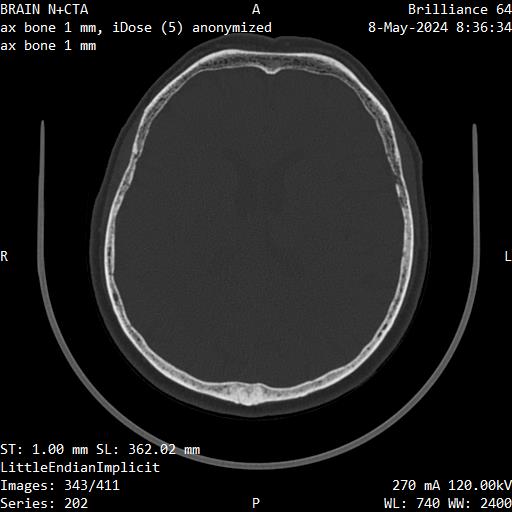 BRAIN N+CTA
A
Brilliance 64
ax bone 1 mm, iDose (5) anonymized
8-May-2024 8:36:34
ax bone 1 mm
R
L
ST: 1.00 mm SL: 362.02 mm
LittleEndianImplicit
Images: 343/411
270 mA 120.00kV
Series: 202
P
WL: 740 WW: 2400